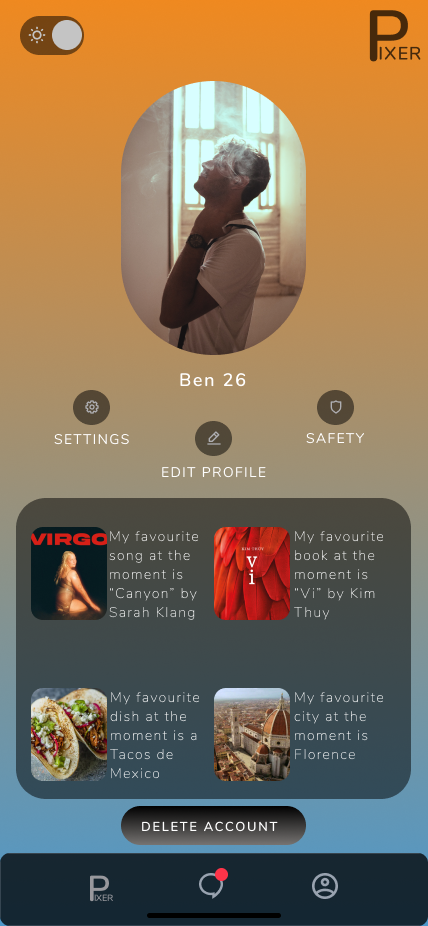 PIXER
Ben 26
SETTINGS
SAFETY
EDIT PROFILE
VIRGO
My favourite
song at the
moment is
“Canyon” by
Sarah Klang
KIM THUY
vi
My favourite
book at the
moment is
“Vi” by Kim
Thuy
My favourite
dish at the
moment is a
Tacos de
Mexico
My favourite
city at the
moment is
Florence
DELETE ACCOUNT
PIXER